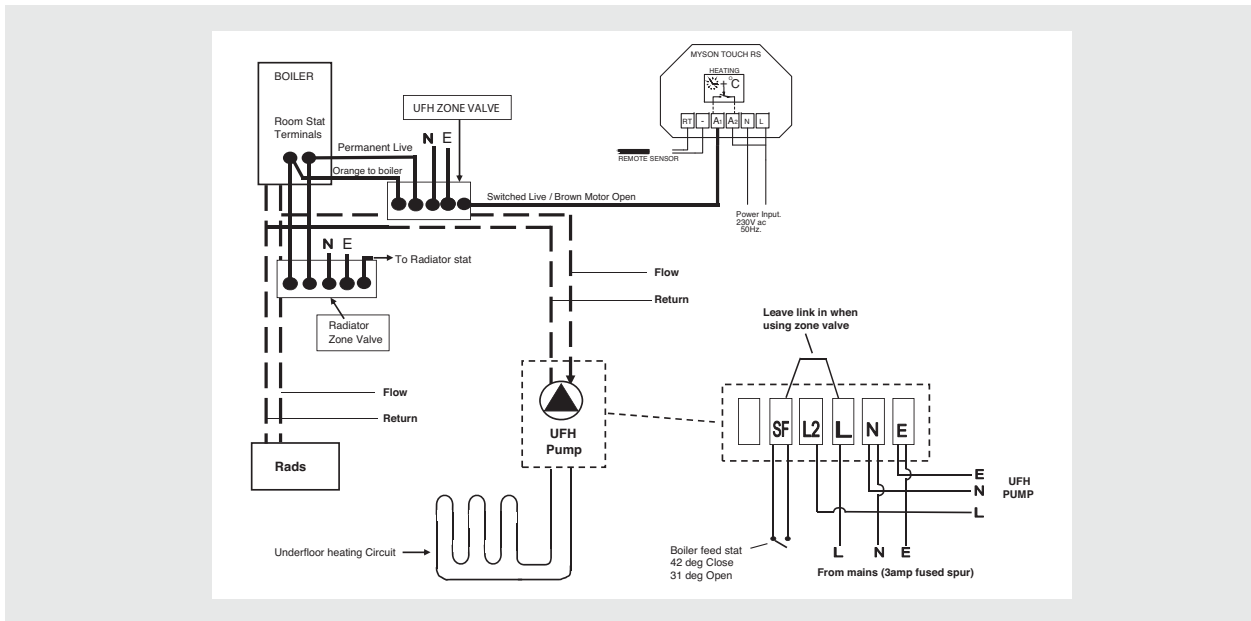 BOILER
Room Stat
Terminals
UFH ZONE VALVE
N E
Permanent Live
Orange to boiler
Switched Live / Brown Motor Open
MYSON TOUCH RS
HEATING
+°C
RT - A1 A2 N L
REMOTE SENSOR
Power Input.
230V ac
50Hz.
N E
To Radiator stat
Radiator
Zone Valve
Flow
Return
Flow
Return
Rads
UFH
Pump
Underfloor heating Circuit
Leave link in when
using zone valve
SF L2 L N E
E
N
L
UFH
PUMP
Boiler feed stat
42 deg Close
31 deg Open
L N E
From mains (3amp fused spur)